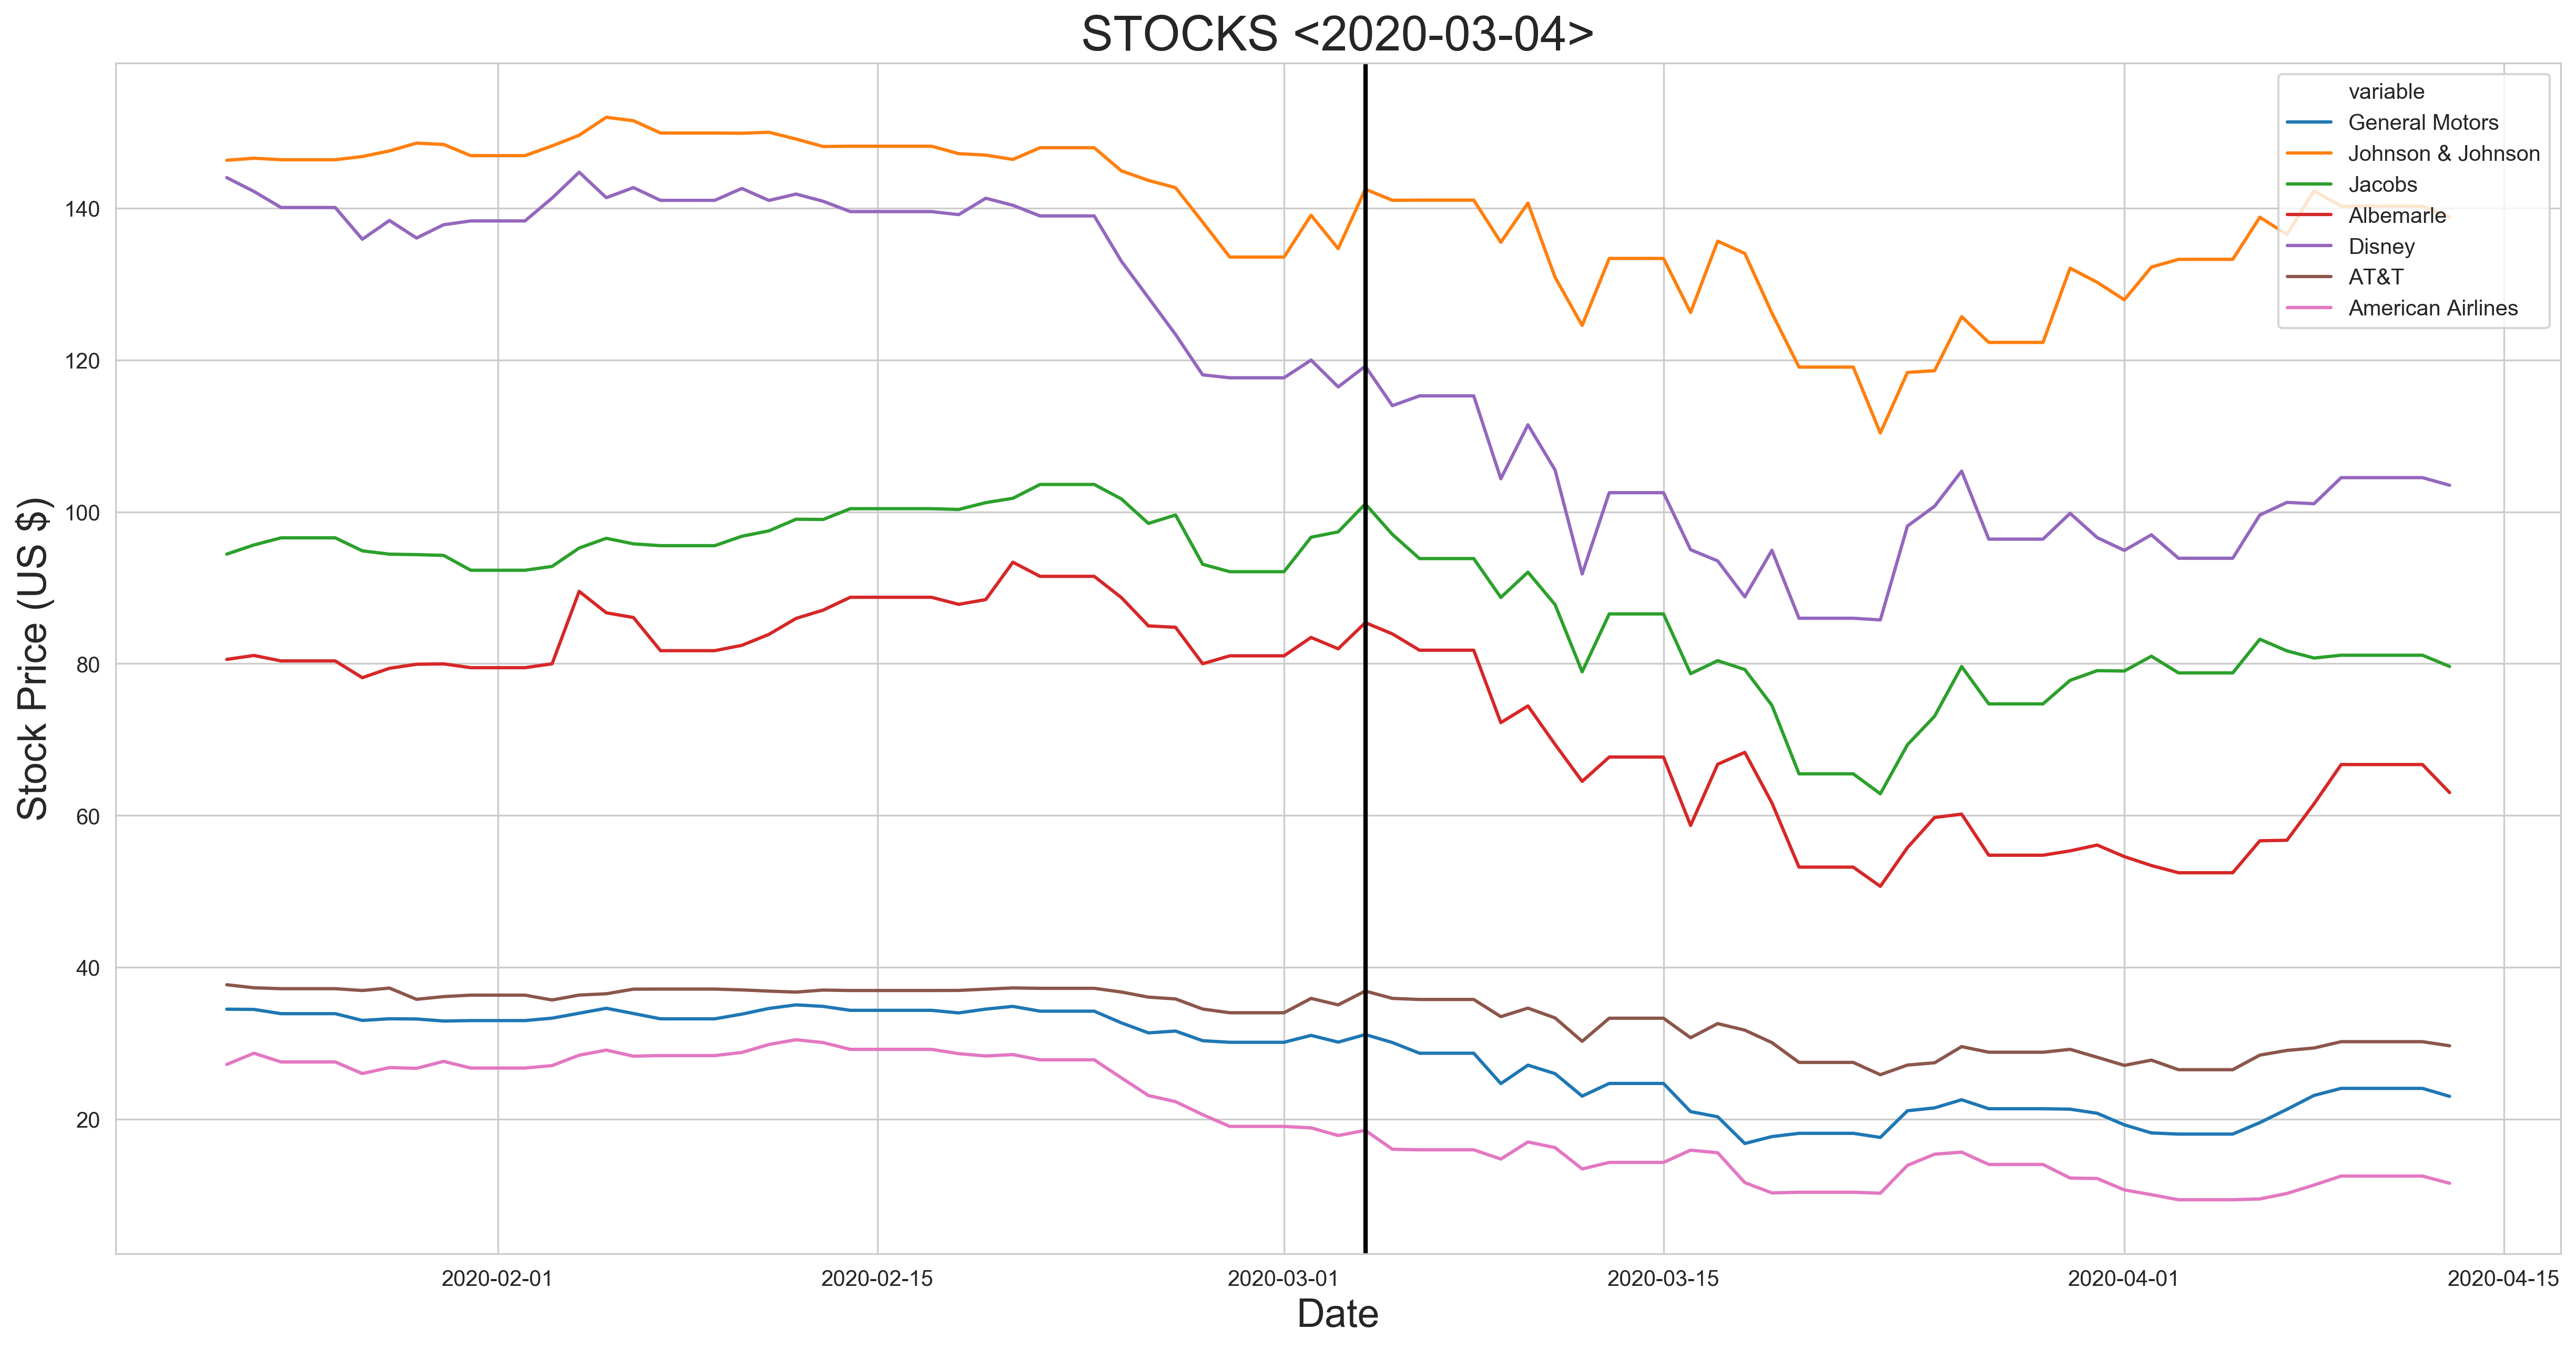 STOCKS <2020-03-04>
variable
General Motors
Johnson & Johnson
Jacobs
Albemarle
Disney
AT&T
American Airlines
Stock Price (US $)
140
120
100
80
60
40
20
2020-02-01
2020-02-15
2020-03-01
2020-03-15
2020-04-01
2020-04-15
Date